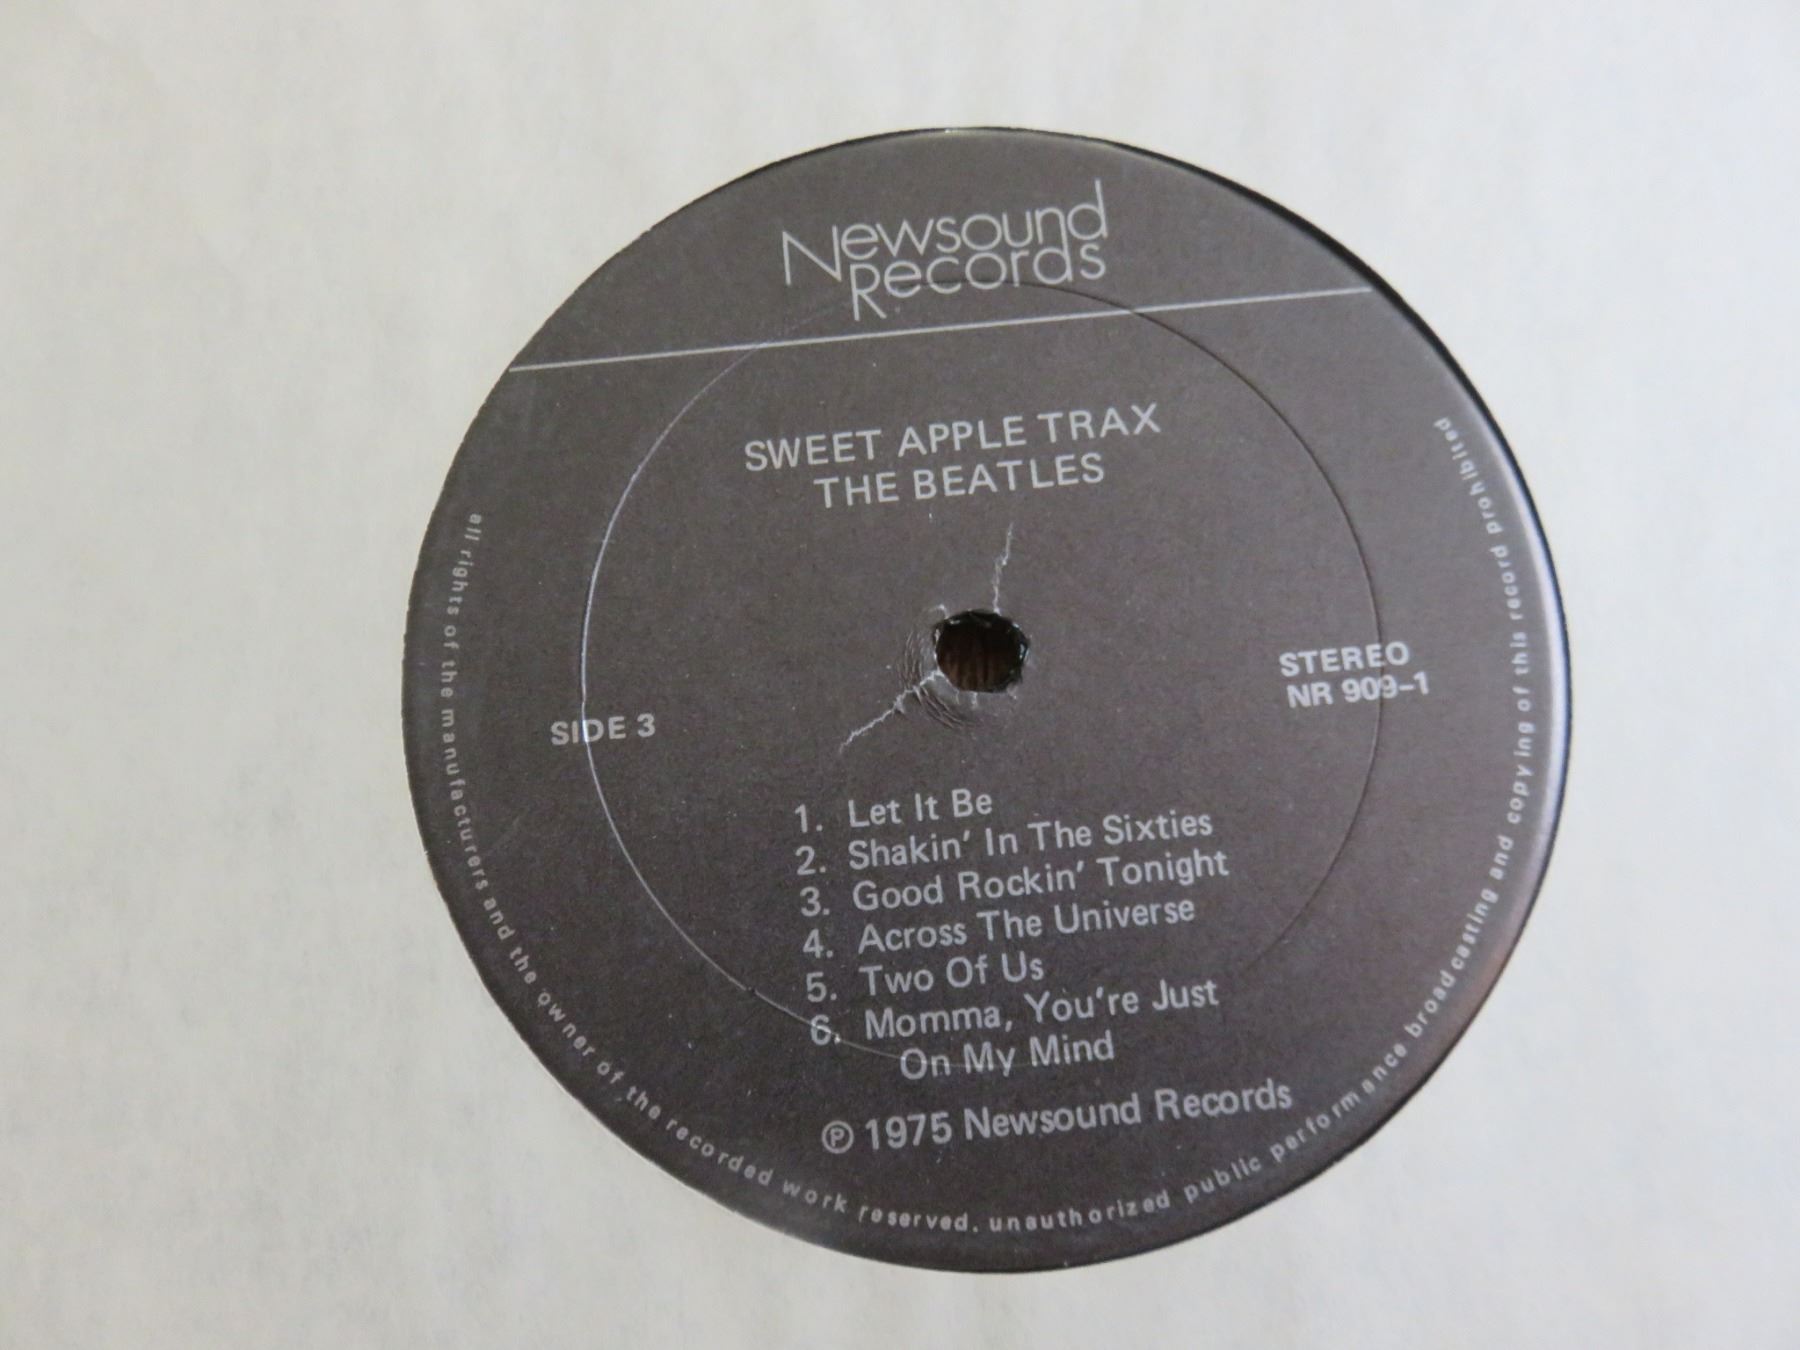 Newsound
Records
SWEET APPLE TRAX
THE BEATLES
STEREO
NR 909-1
SIDE 3
1. Let It Be
2. Shakin' In The Sixties
3. Good Rockin' Tonight
4. Across The Universe
5. Two Of Us
6. Momma, You're Just
On My Mind
℗ 1975 Newsound Records
all rights of the manufacturers and the owner of the recorded work reserved. unauthorized public performance broadcasting and copying of this record prohibited